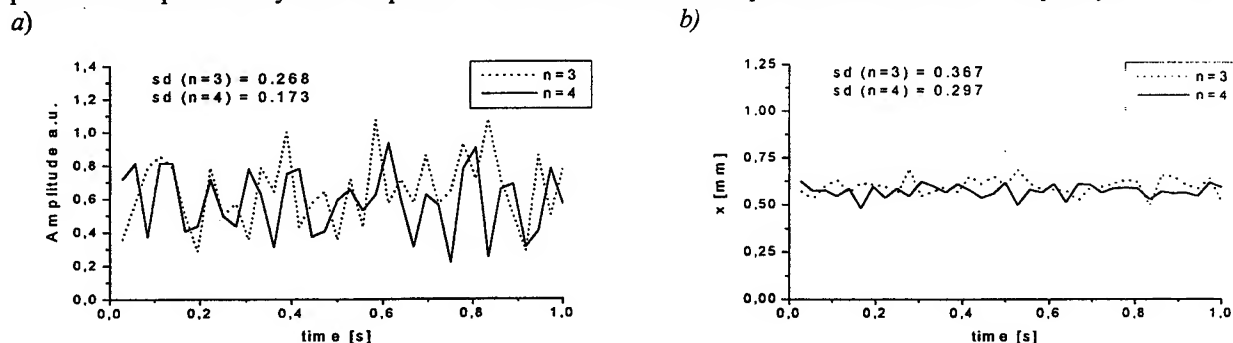 a)
b)
sd (n=3) = 0.268
sd (n=4) = 0.173
n=3
n=4
Amplitude a.u.
1,4
1,2
1,0
0,8
0,6
0,4
0,2
0,0
0,0 0,2 0,4 0,6 0,8 1,0
time [s]
sd (n=3) = 0.367
sd (n=4) = 0.297
n=3
n=4
x [mm]
1,25
1,00
0,75
0,50
0,25
0,00
0,0 0,2 0,4 0,6 0,8 1,0
time [s]